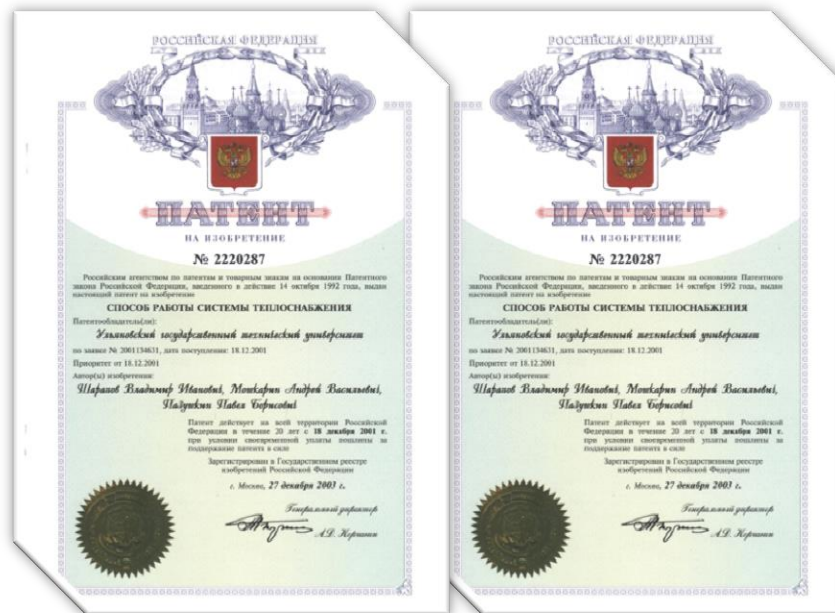 РОССИЙСКАЯ ФЕДЕРАЦИЯ
ПАТЕНТ
НА ИЗОБРЕТЕНИЕ
№ 2220287
Российским агентством по патентам и товарным знакам на основании Патентного
закона Российской Федерации, введенного в действие 14 октября 1992 года, выдан
настоящий патент на изобретение
СПОСОБ РАБОТЫ СИСТЕМЫ ТЕПЛОСНАБЖЕНИЯ
Патентообладатель(ли):
Ульяновский государственный технический университет
по заявке № 2001134631, дата поступления: 18.12.2001
Приоритет от 18.12.2001
Автор(ы) изобретения:
Шарапов Владимир Иванович, Мошкарин Андрей Васильевич,
Пазушкин Павел Борисович
Патент действует на всей территории Российской
Федерации в течение 20 лет с 18 декабря 2001 г.
при условии своевременной уплаты пошлины за
поддержание патента в силе
Зарегистрирован в Государственном реестре
изобретений Российской Федерации
г. Москва, 27 декабря 2003 г.
Генеральный директор
А.Д. Корчагин
РОССИЙСКАЯ ФЕДЕРАЦИЯ
ПАТЕНТ
НА ИЗОБРЕТЕНИЕ
№ 2220287
Российским агентством по патентам и товарным знакам на основании Патентного
закона Российской Федерации, введенного в действие 14 октября 1992 года, выдан
настоящий патент на изобретение
СПОСОБ РАБОТЫ СИСТЕМЫ ТЕПЛОСНАБЖЕНИЯ
Патентообладатель(ли):
Ульяновский государственный технический университет
по заявке № 2001134631, дата поступления: 18.12.2001
Приоритет от 18.12.2001
Автор(ы) изобретения:
Шарапов Владимир Иванович, Мошкарин Андрей Васильевич,
Пазушкин Павел Борисович
Патент действует на всей территории Российской
Федерации в течение 20 лет с 18 декабря 2001 г.
при условии своевременной уплаты пошлины за
поддержание патента в силе
Зарегистрирован в Государственном реестре
изобретений Российской Федерации
г. Москва, 27 декабря 2003 г.
Генеральный директор
А.Д. Корчагин